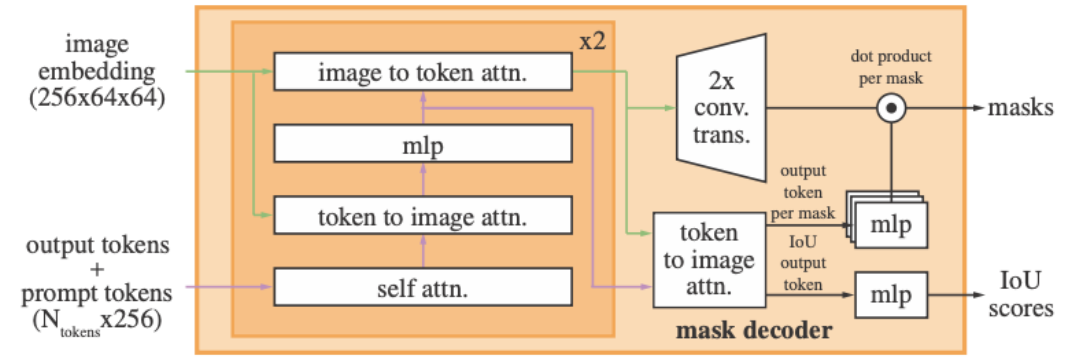 image
embedding
(256x64x64)
output tokens
+
prompt tokens
(N_tokens x256)
x2
image to token attn.
mlp
token to image attn.
self attn.
2x
conv.
trans.
token
to image
attn.
dot product
per mask
masks
output
token
per mask
mlp
IoU
output
token
mlp
IoU
scores
mask decoder